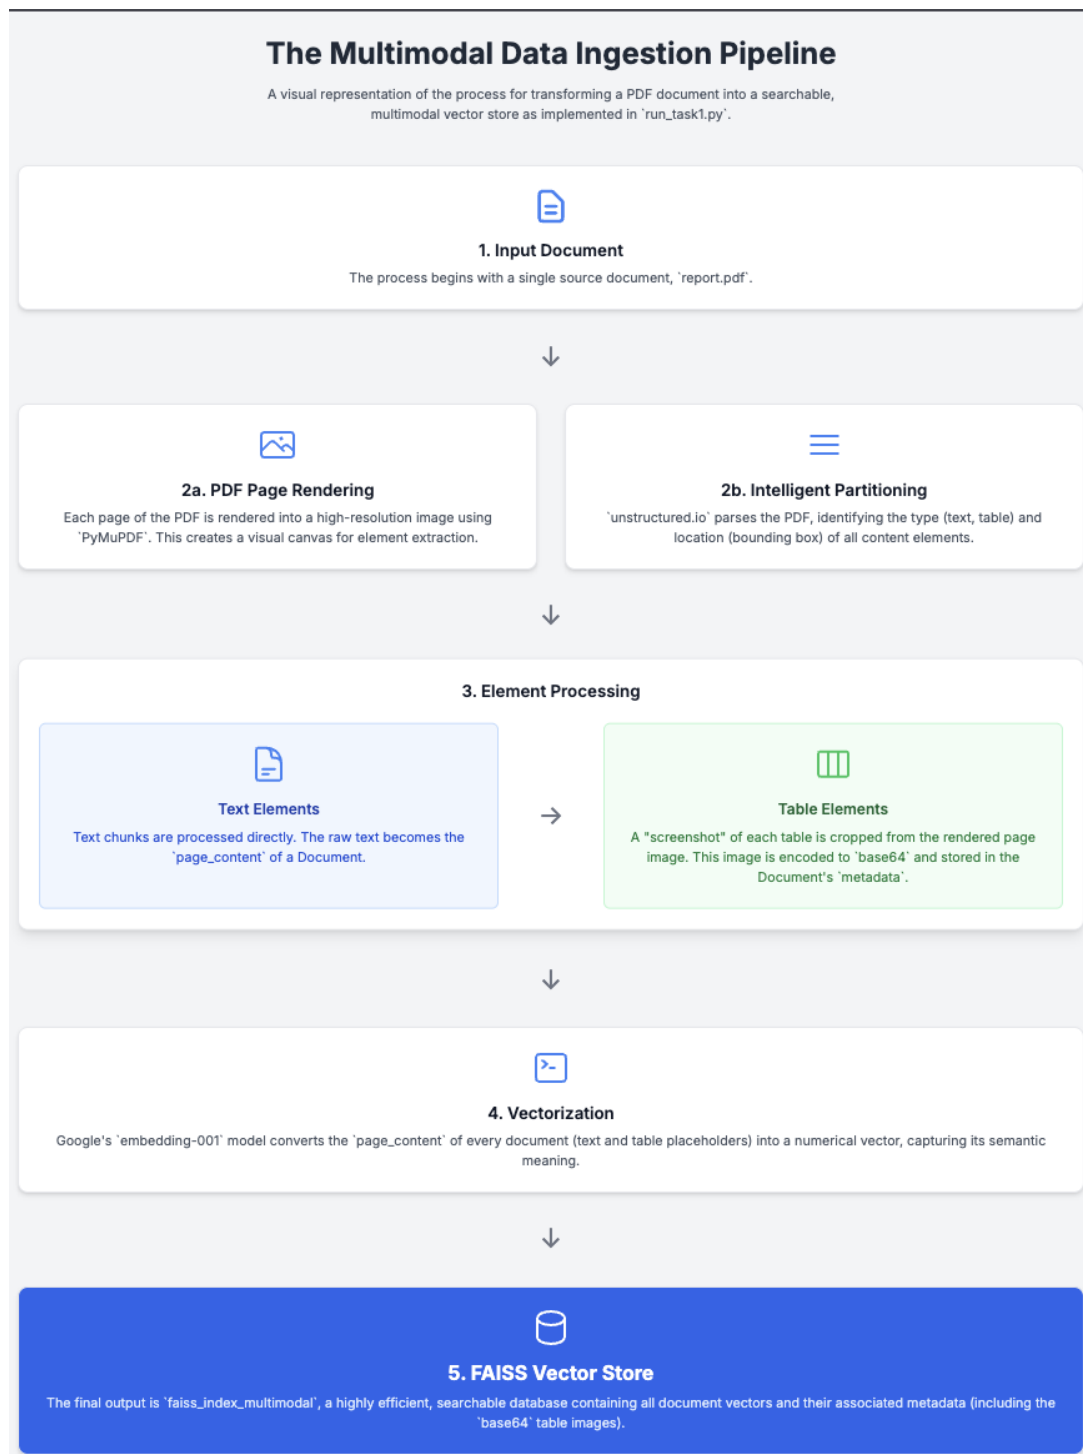 The Multimodal Data Ingestion Pipeline
A visual representation of the process for transforming a PDF document into a searchable,
multimodal vector store as implemented in `run_task1.py`.
1. Input Document
The process begins with a single source document, `report.pdf`.
2a. PDF Page Rendering
Each page of the PDF is rendered into a high-resolution image using
`PyMuPDF`. This creates a visual canvas for element extraction.
2b. Intelligent Partitioning
`unstructured.io` parses the PDF, identifying the type (text, table) and
location (bounding box) of all content elements.
3. Element Processing
Text Elements
Text chunks are processed directly. The raw text becomes the
`page_content` of a Document.
Table Elements
A "screenshot" of each table is cropped from the rendered page
image. This image is encoded to `base64` and stored in the
Document's `metadata`.
4. Vectorization
Google's `embedding-001` model converts the `page_content` of every document (text and table placeholders) into a numerical vector, capturing its semantic
meaning.
5. FAISS Vector Store
The final output is `faiss_index_multimodal`, a highly efficient, searchable database containing all document vectors and their associated metadata (including the
`base64` table images).